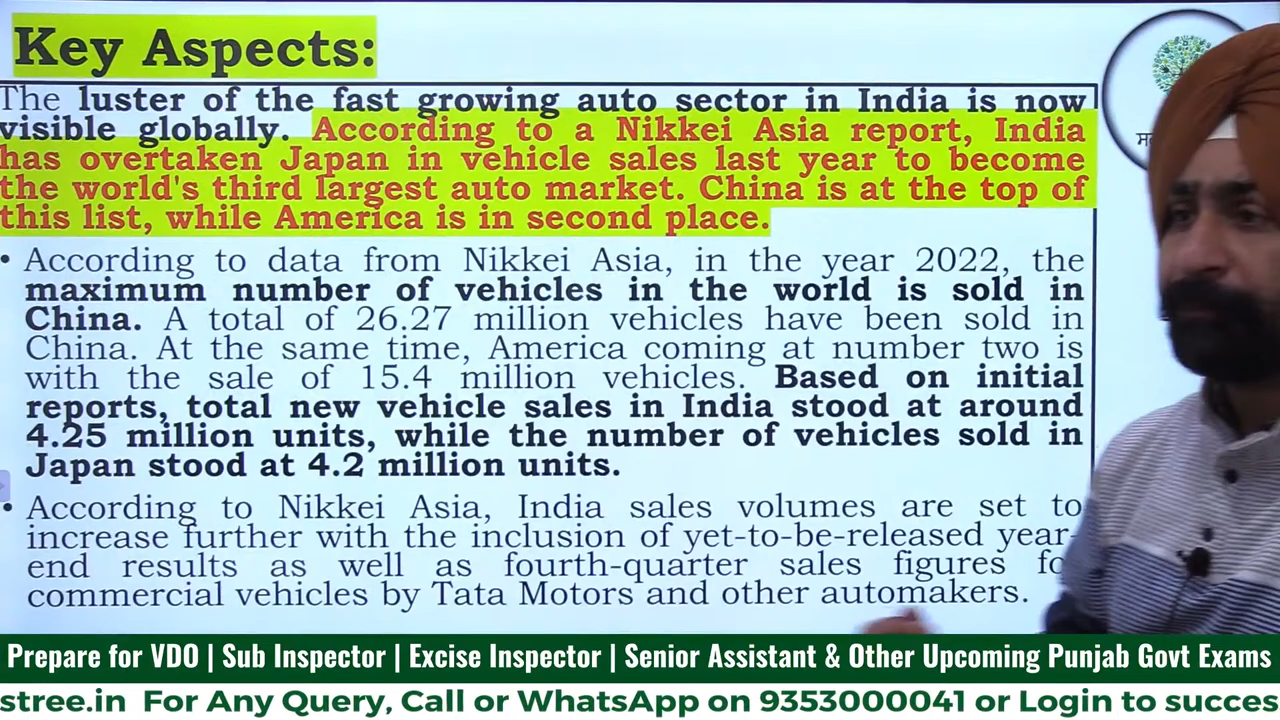 Key Aspects:
The luster of the fast growing auto sector in India is now
visible globally. According to a Nikkei Asia report, India
has overtaken Japan in vehicle sales last year to become
the world's third largest auto market. China is at the top of
this list, while America is in second place.
• According to data from Nikkei Asia, in the year 2022, the
maximum number of vehicles in the world is sold in
China. A total of 26.27 million vehicles have been sold in
China. At the same time, America coming at number two is
with the sale of 15.4 million vehicles. Based on initial
reports, total new vehicle sales in India stood at around
4.25 million units, while the number of vehicles sold in
Japan stood at 4.2 million units.
• According to Nikkei Asia, India sales volumes are set to
increase further with the inclusion of yet-to-be-released year-
end results as well as fourth-quarter sales figures
commercial vehicles by Tata Motors and other automakers.
Prepare for VDO | Sub Inspector | Excise Inspector | Senior Assistant & Other Upcoming Punjab Govt Exams
stree.in For Any Query, Call or WhatsApp on 9353000041 or Login to succes